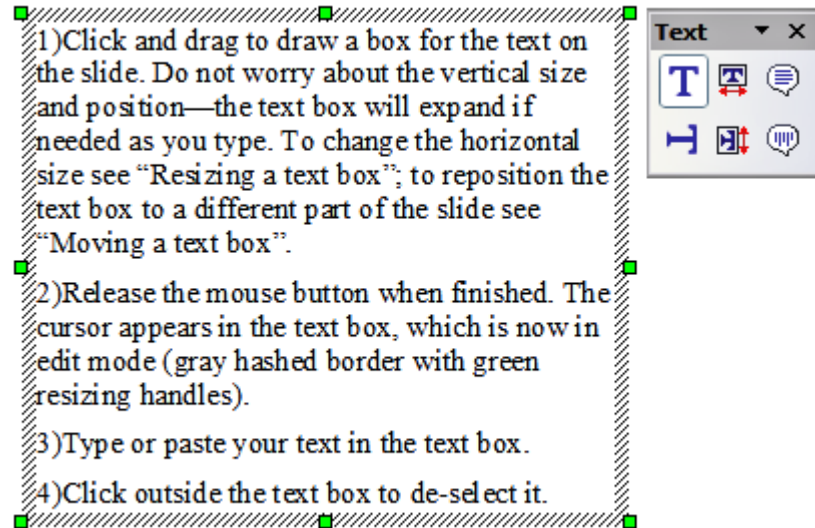 1)Click and drag to draw a box for the text on
the slide. Do not worry about the vertical size
and position—the text box will expand if
needed as you type. To change the horizontal
size see “Resizing a text box”; to reposition the
text box to a different part of the slide see
“Moving a text box”.
2)Release the mouse button when finished. The
cursor appears in the text box, which is now in
edit mode (gray hashed border with green
resizing handles).
3)Type or paste your text in the text box.
4)Click outside the text box to de-select it.
Text